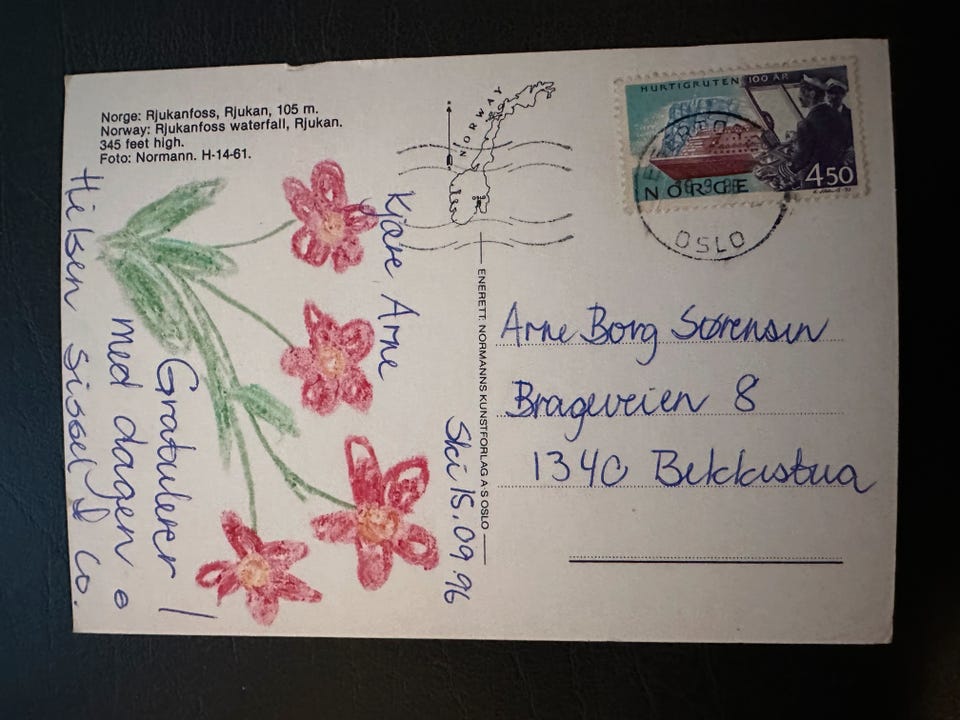 Norge: Rjukanfoss, Rjukan, 105 m.
Norway: Rjukanfoss waterfall, Rjukan.
345 feet high.
Foto: Normann. H-14-61.
NORWAY
HURTIGRUTEN 100 ÅR
NORGE
450
OSLO
ENERETT: NORMANNS KUNSTFORLAG A·S OSLO
Ski 15.09.96
Kjære Arne
Gratulerer
med dagen
Hilsen Sissel & Co.
Arne Borg Sørensen
Brageveien 8
1340 Bekkestua